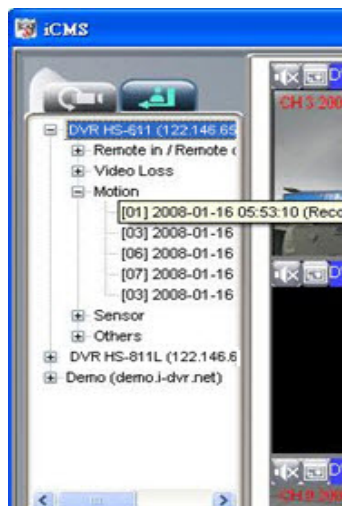 iCMS
DVR HS-611 (122.146.65
Remote in / Remote
Video Loss
Motion
[01] 2008-01-16 05:53:10 (Reco
[03] 2008-01-16
[06] 2008-01-16
[07] 2008-01-16
[03] 2008-01-16
Sensor
Others
DVR HS-811L (122.146.6
Demo (demo.i-dvr.net)
CH 3 200